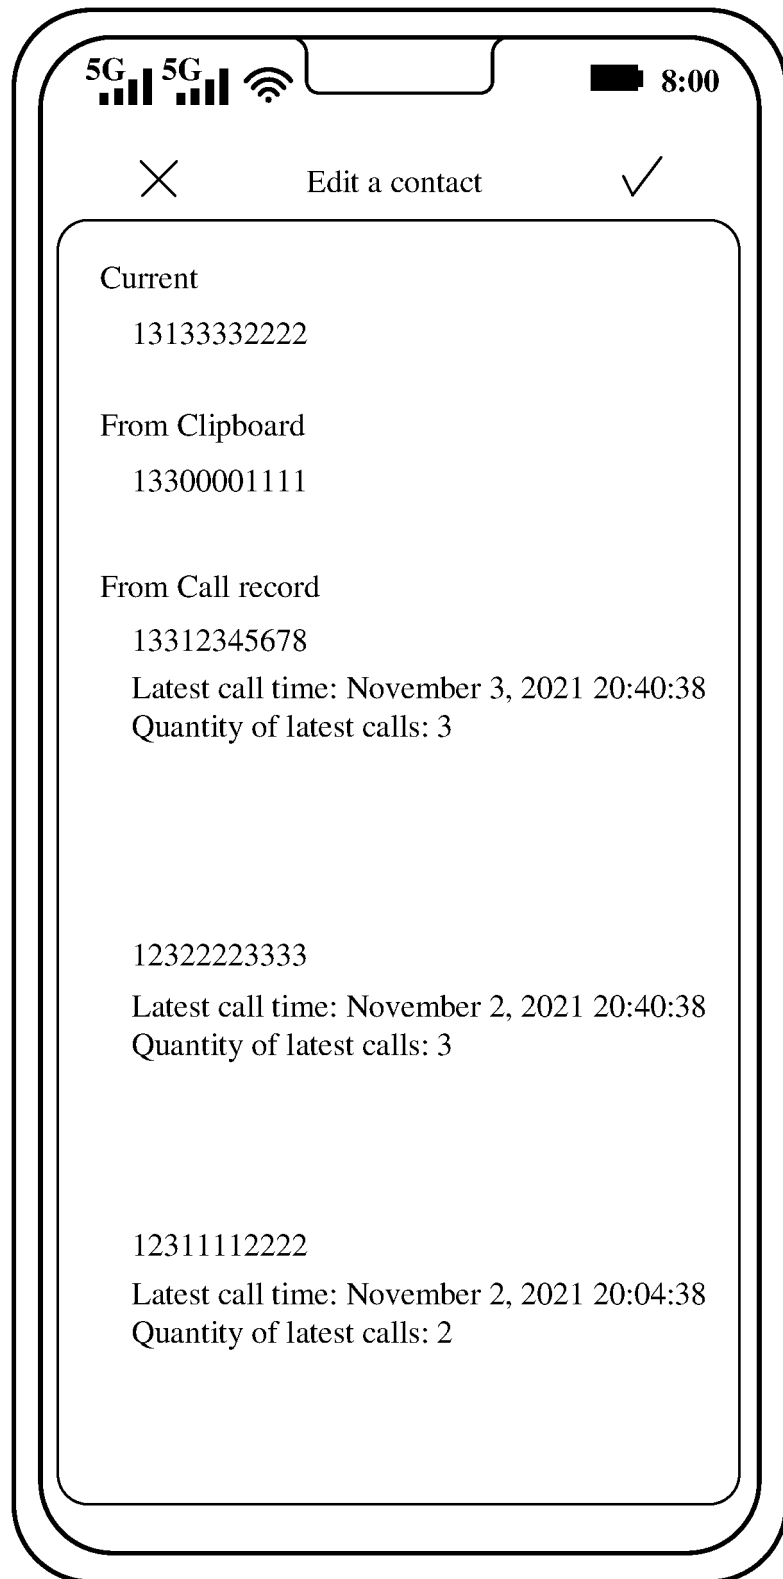 5G 5G 8:00
Edit a contact
Current
13133332222
From Clipboard
13300001111
From Call record
13312345678
Latest call time: November 3, 2021 20:40:38
Quantity of latest calls: 3
12322223333
Latest call time: November 2, 2021 20:40:38
Quantity of latest calls: 3
12311112222
Latest call time: November 2, 2021 20:04:38
Quantity of latest calls: 2